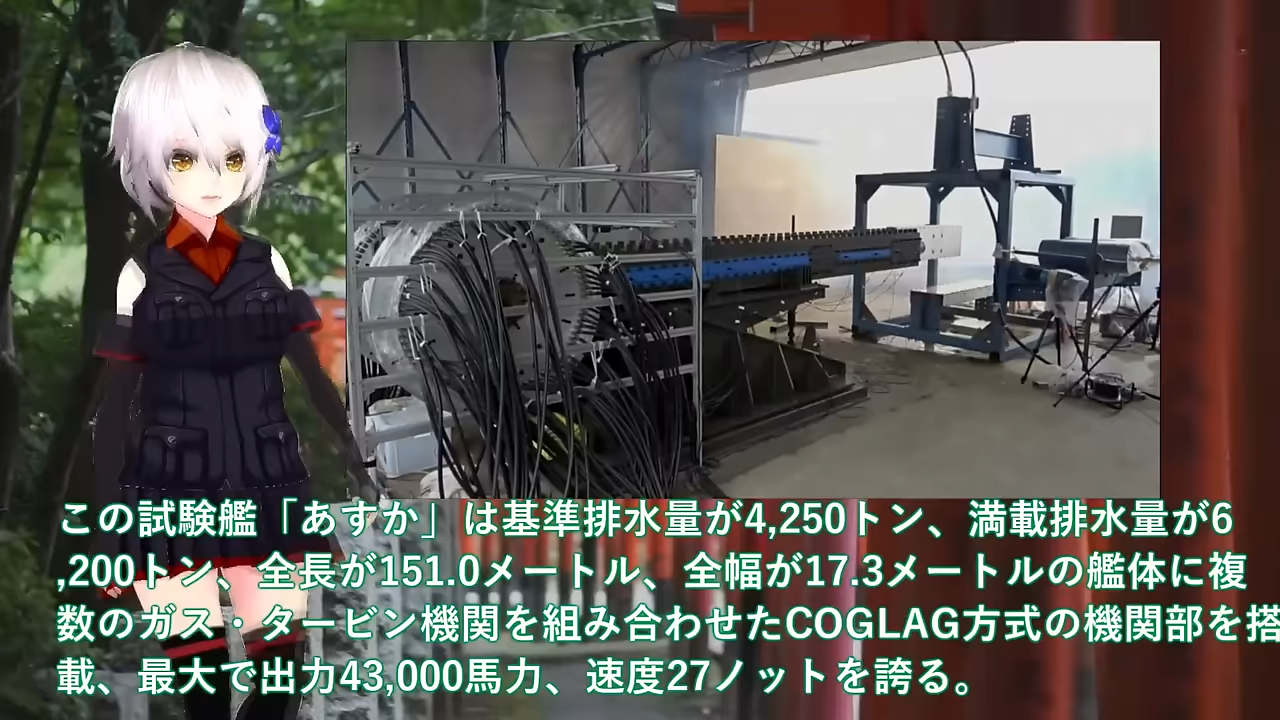 この試験艦「あすか」は基準排水量が4,250トン、満載排水量が6
,200トン、全長が151.0メートル、全幅が17.3メートルの艦体に複
数のガス・タービン機関を組み合わせたCOGLAG方式の機関部を搭
載、最大で出力43,000馬力、速度27ノットを誇る。